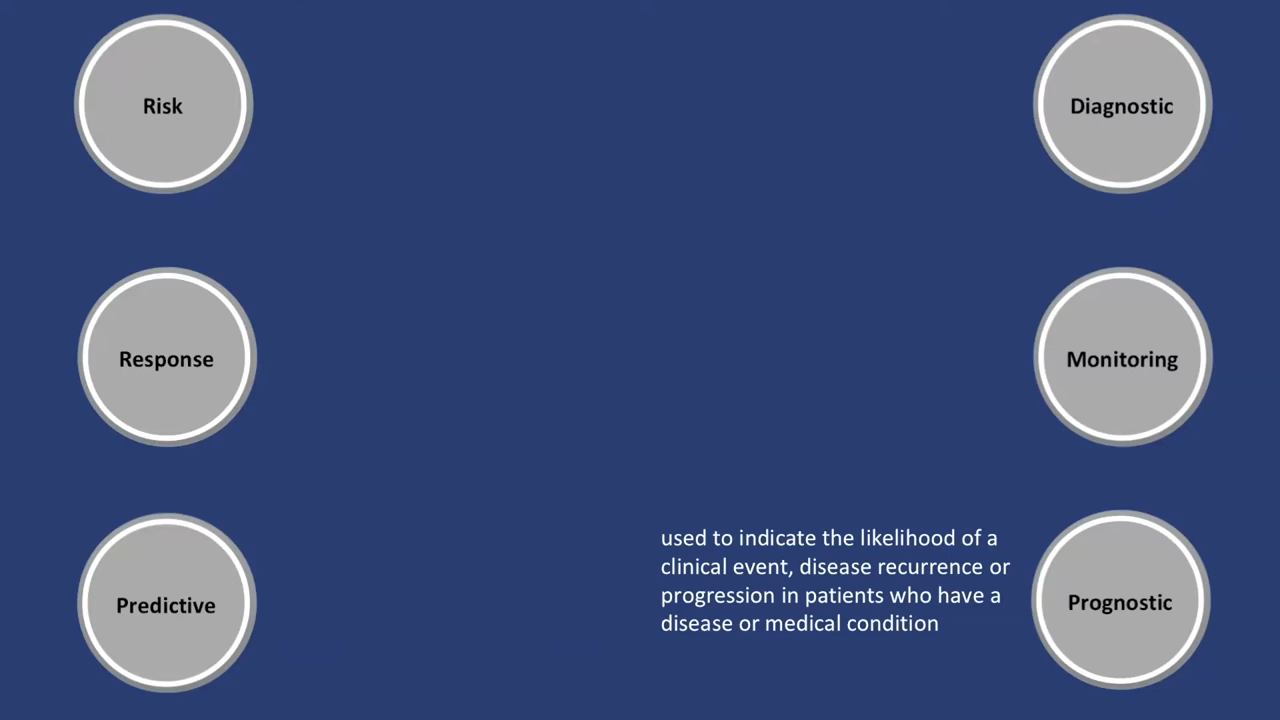 Risk
Diagnostic
Response
Monitoring
used to indicate the likelihood of a
clinical event, disease recurrence or
progression in patients who have a
disease or medical condition
Predictive
Prognostic